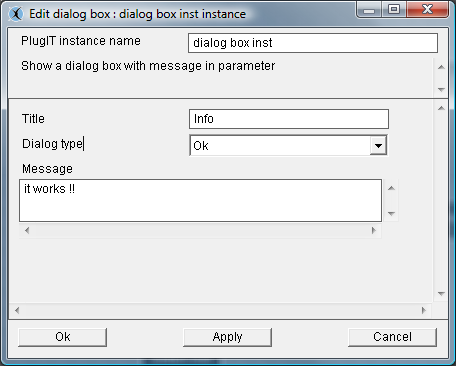 Edit dialog box : dialog box inst instance
PlugIT instance name dialog box inst
Show a dialog box with message in parameter
Title Info
Dialog type Ok
Message
it works !!
Ok Apply Cancel